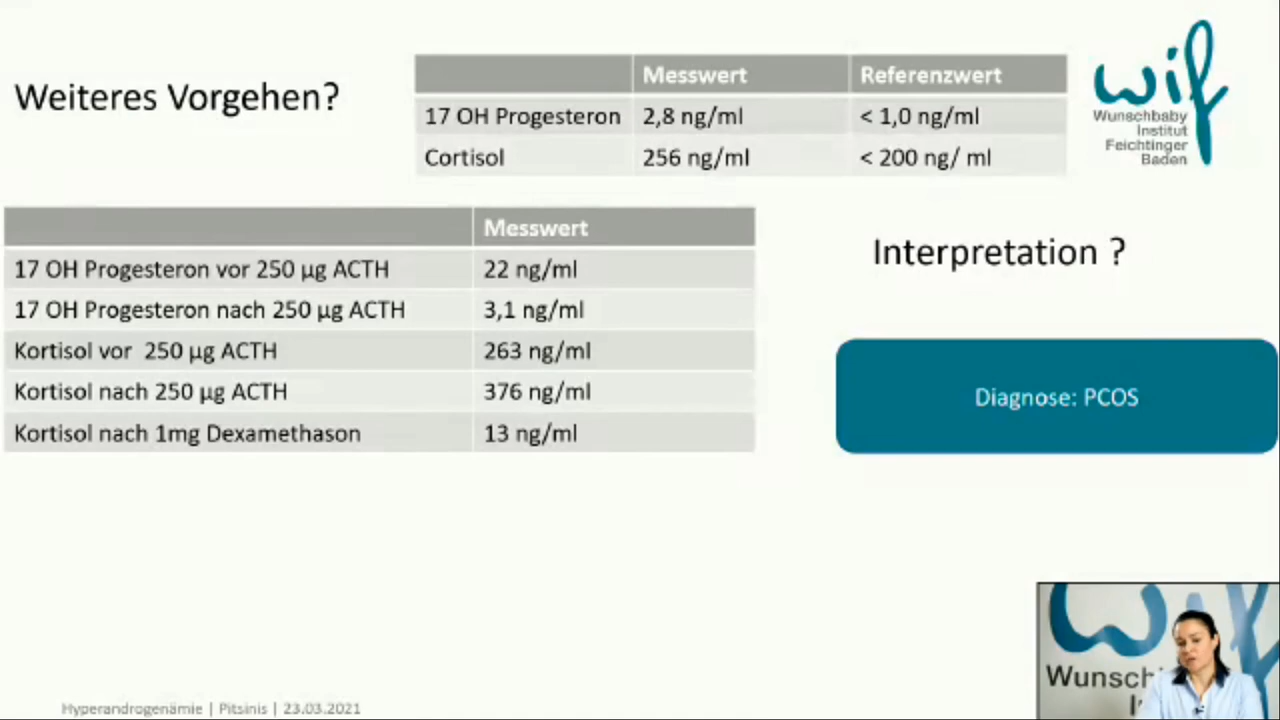 Weiteres Vorgehen?
Messwert Referenzwert
17 OH Progesteron 2,8 ng/ml < 1,0 ng/ml
Cortisol 256 ng/ml < 200 ng/ ml
wif
Wunschbaby
Institut
Feichtinger
Baden
Messwert
17 OH Progesteron vor 250 µg ACTH 22 ng/ml
17 OH Progesteron nach 250 µg ACTH 3,1 ng/ml
Kortisol vor 250 µg ACTH 263 ng/ml
Kortisol nach 250 µg ACTH 376 ng/ml
Kortisol nach 1mg Dexamethason 13 ng/ml
Interpretation ?
Diagnose: PCOS
Hyperandrogenämie | Pitsinis | 23.03.2021